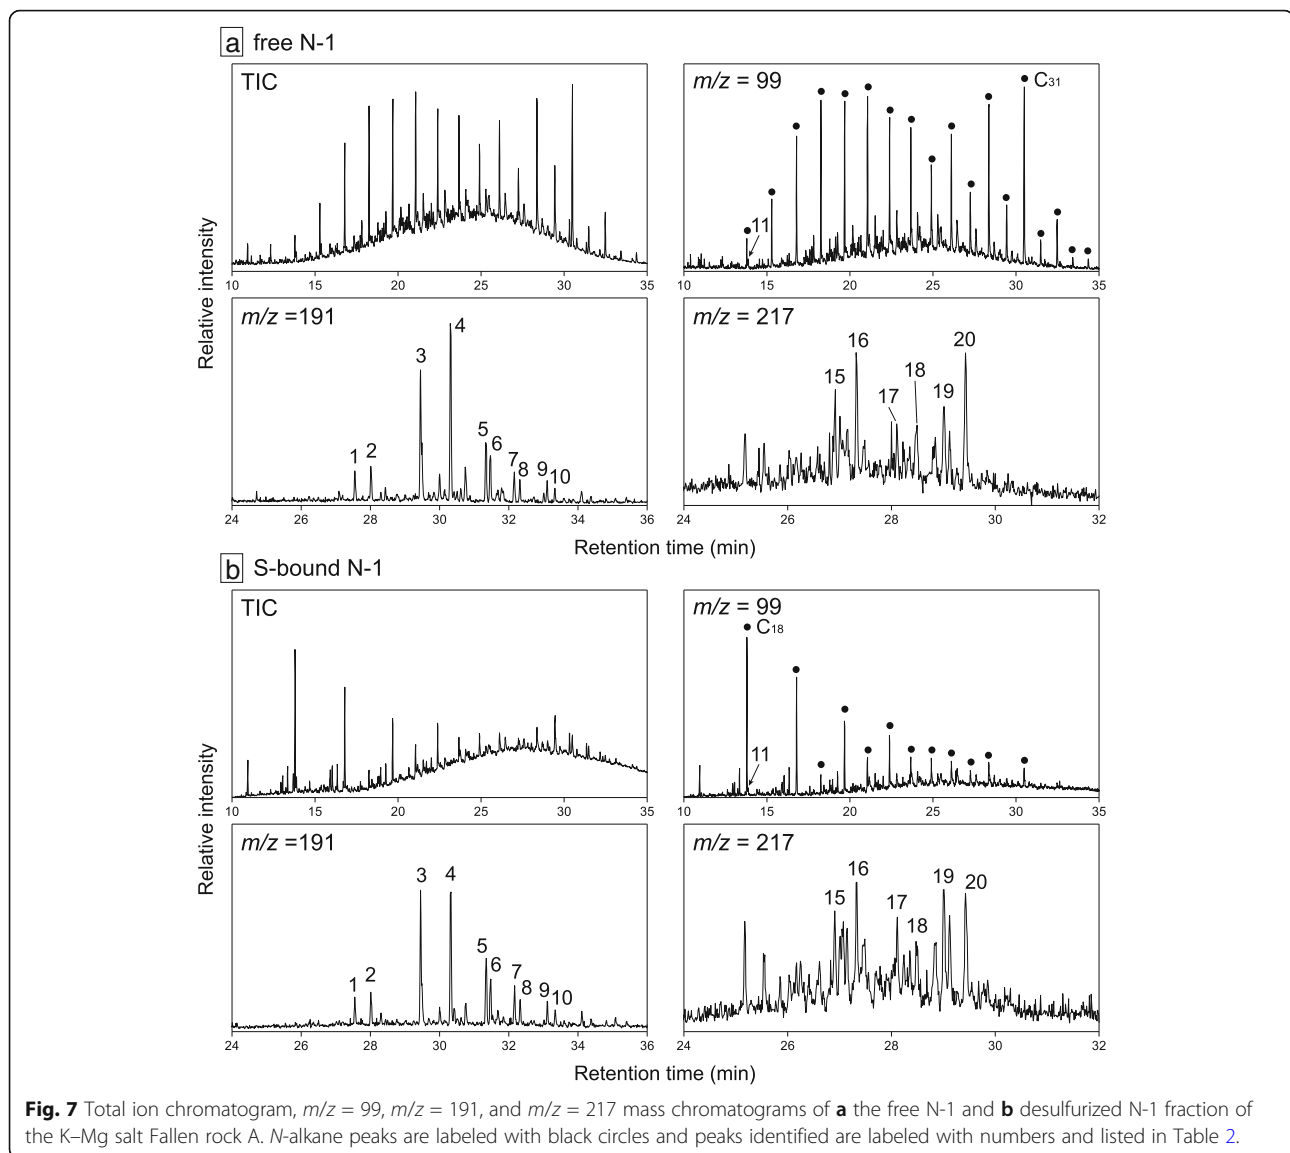 a free N-1
TIC
10 15 20 25 30 35
m/z = 99
C31
11
10 15 20 25 30 35
Relative intensity
m/z =191
1 2 3 4 5 6 7 8 9 10
24 26 28 30 32 34 36
m/z = 217
15 16 17 18 19 20
24 26 28 30 32
Retention time (min)
b S-bound N-1
TIC
10 15 20 25 30 35
m/z = 99
C18
11
10 15 20 25 30 35
Relative intensity
m/z =191
1 2 3 4 5 6 7 8 9 10
24 26 28 30 32 34 36
m/z = 217
15 16 17 18 19 20
24 26 28 30 32
Retention time (min)
Fig. 7 Total ion chromatogram, m/z = 99, m/z = 191, and m/z = 217 mass chromatograms of a the free N-1 and b desulfurized N-1 fraction of
the K–Mg salt Fallen rock A. N-alkane peaks are labeled with black circles and peaks identified are labeled with numbers and listed in Table 2.